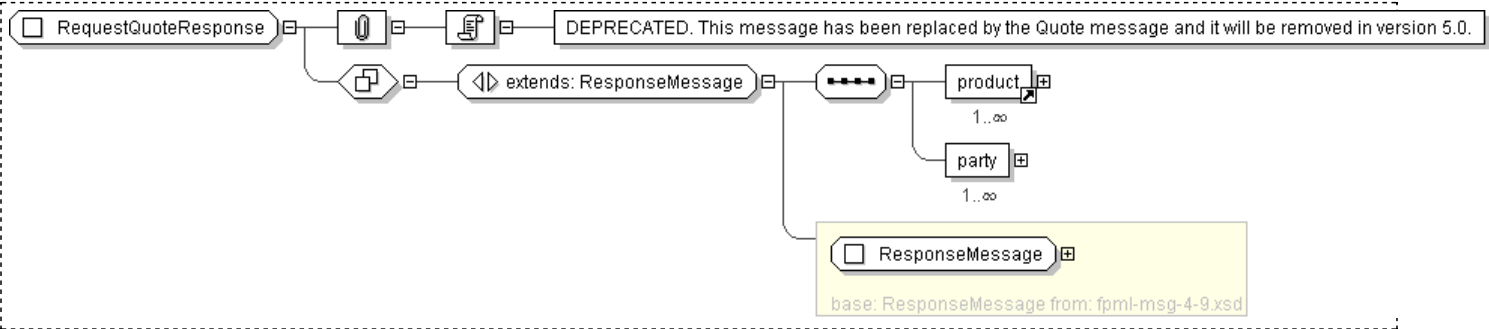 RequestQuoteResponse
DEPRECATED. This message has been replaced by the Quote message and it will be removed in version 5.0.
extends: ResponseMessage
product
1..∞
party
1..∞
ResponseMessage
base: ResponseMessage from: fpml-msg-4-9.xsd